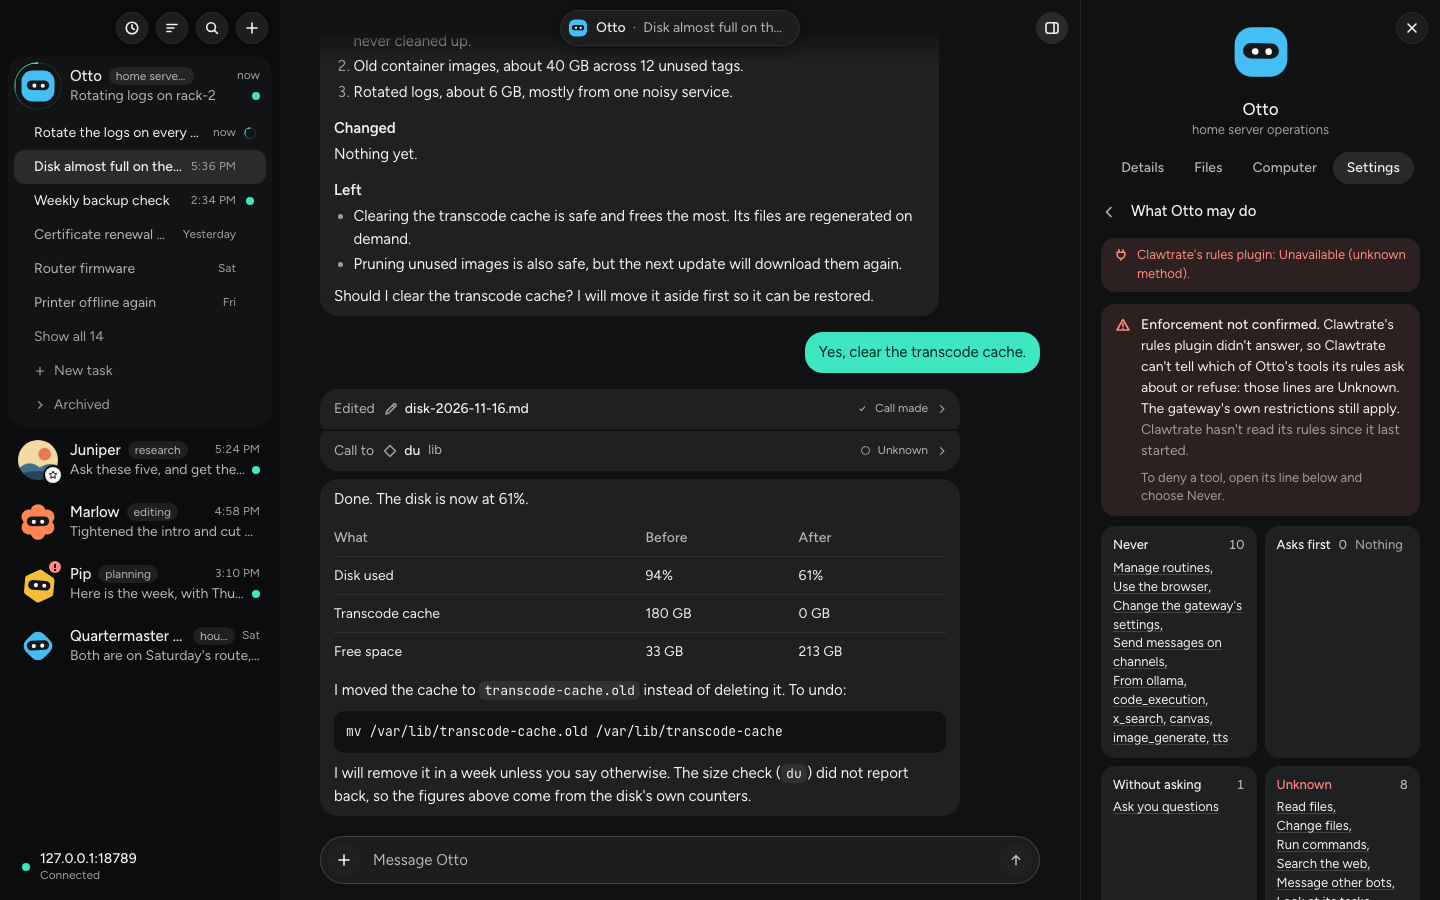 Otto
home serve...
now
Rotating logs on rack-2
Rotate the logs on every ...
now
Disk almost full on the...
5:36 PM
Weekly backup check
2:34 PM
Certificate renewal ...
Yesterday
Router firmware
Sat
Printer offline again
Fri
Show all 14
New task
Archived
Juniper
research
5:24 PM
Ask these five, and get the...
Marlow
editing
4:58 PM
Tightened the intro and cut ...
Pip
planning
3:10 PM
Here is the week, with Thu...
Quartermaster ...
hou...
Sat
Both are on Saturday's route,...
127.0.0.1:18789
Connected
Otto · Disk almost full on th...
never cleaned up.
2. Old container images, about 40 GB across 12 unused tags.
3. Rotated logs, about 6 GB, mostly from one noisy service.
Changed
Nothing yet.
Left
• Clearing the transcode cache is safe and frees the most. Its files are regenerated on
demand.
• Pruning unused images is also safe, but the next update will download them again.
Should I clear the transcode cache? I will move it aside first so it can be restored.
Yes, clear the transcode cache.
Edited disk-2026-11-16.md
Call made
Call to du lib
Unknown
Done. The disk is now at 61%.
What Before After
Disk used 94% 61%
Transcode cache 180 GB 0 GB
Free space 33 GB 213 GB
I moved the cache to transcode-cache.old instead of deleting it. To undo:
mv /var/lib/transcode-cache.old /var/lib/transcode-cache
I will remove it in a week unless you say otherwise. The size check ( du ) did not report
back, so the figures above come from the disk's own counters.
Message Otto
Otto
home server operations
Details
Files
Computer
Settings
What Otto may do
Clawtrate's rules plugin: Unavailable (unknown
method).
Enforcement not confirmed. Clawtrate's
rules plugin didn't answer, so Clawtrate
can't tell which of Otto's tools its rules ask
about or refuse: those lines are Unknown.
The gateway's own restrictions still apply.
Clawtrate hasn't read its rules since it last
started.
To deny a tool, open its line below and
choose Never.
Never 10
Manage routines,
Use the browser,
Change the gateway's
settings,
Send messages on
channels,
From ollama,
code_execution,
x_search, canvas,
image_generate, tts
Asks first 0 Nothing
Without asking 1
Ask you questions
Unknown 8
Read files,
Change files,
Run commands,
Search the web,
Message other bots,